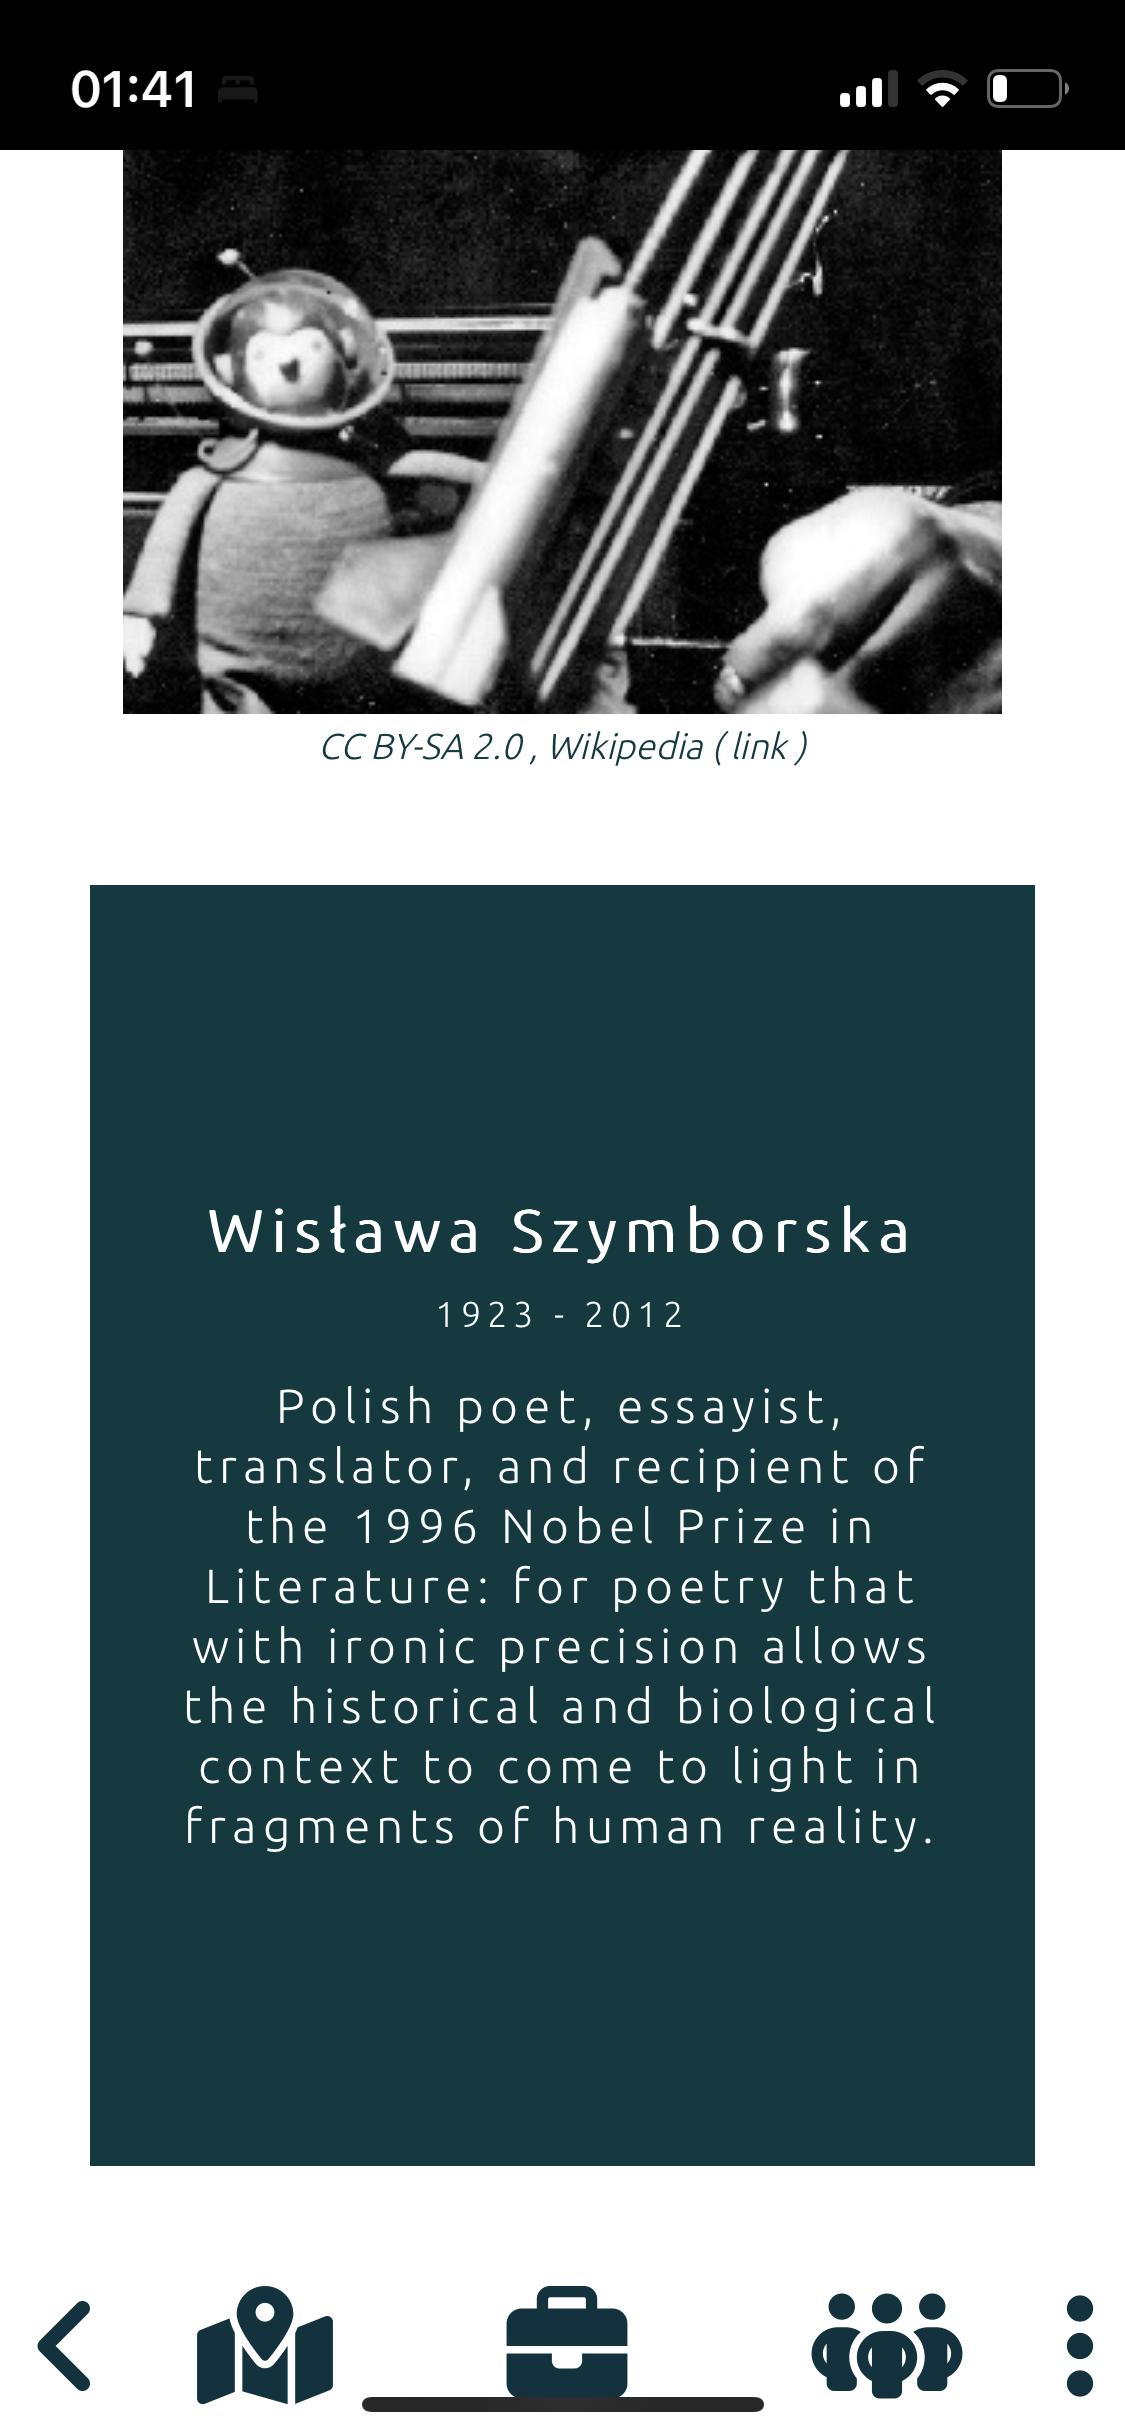 01:41
CC BY-SA 2.0 , Wikipedia ( link )
Wisława Szymborska
1923 - 2012
Polish poet, essayist,
translator, and recipient of
the 1996 Nobel Prize in
Literature: for poetry that
with ironic precision allows
the historical and biological
context to come to light in
fragments of human reality.